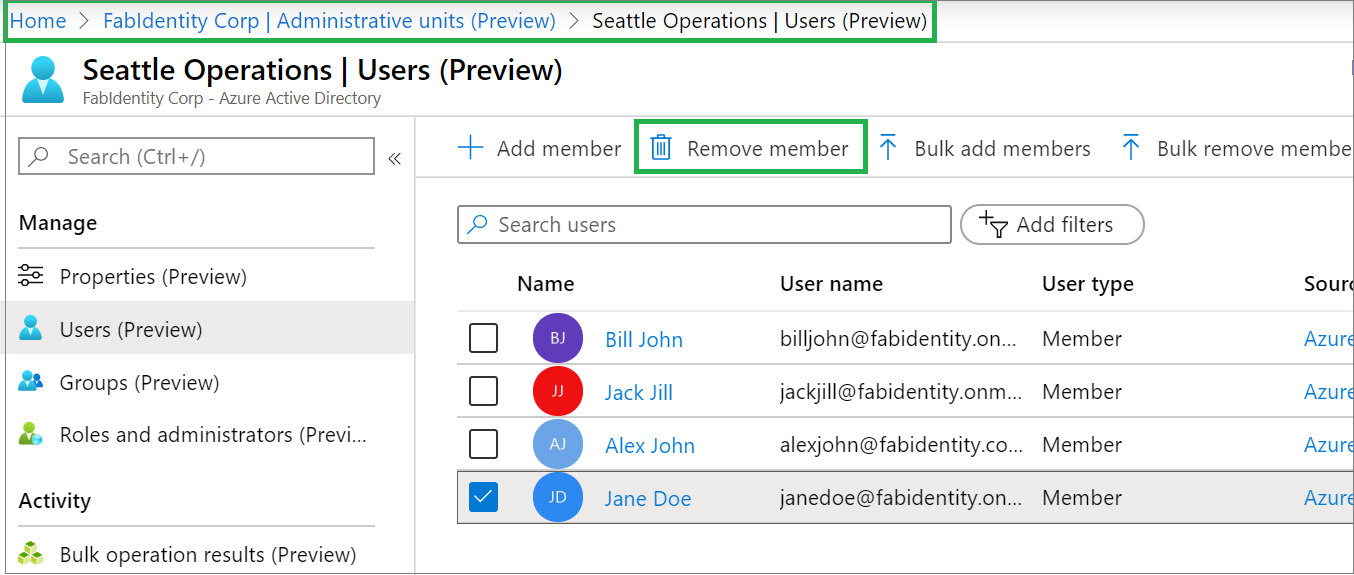 Home > FabIdentity Corp | Administrative units (Preview) > Seattle Operations | Users (Preview)
Seattle Operations | Users (Preview)
FabIdentity Corp - Azure Active Directory
Search (Ctrl+/) «
Add member Remove member Bulk add members Bulk remove membe
Manage
Properties (Preview)
Users (Preview)
Groups (Preview)
Roles and administrators (Previ...
Activity
Bulk operation results (Preview)
Search users Add filters
Name User name User type Sourc
BJ Bill John billjohn@fabidentity.on... Member Azure
JJ Jack Jill jackjill@fabidentity.onm... Member Azure
AJ Alex John alexjohn@fabidentity.co... Member Azure
JD Jane Doe janedoe@fabidentity.on... Member Azure